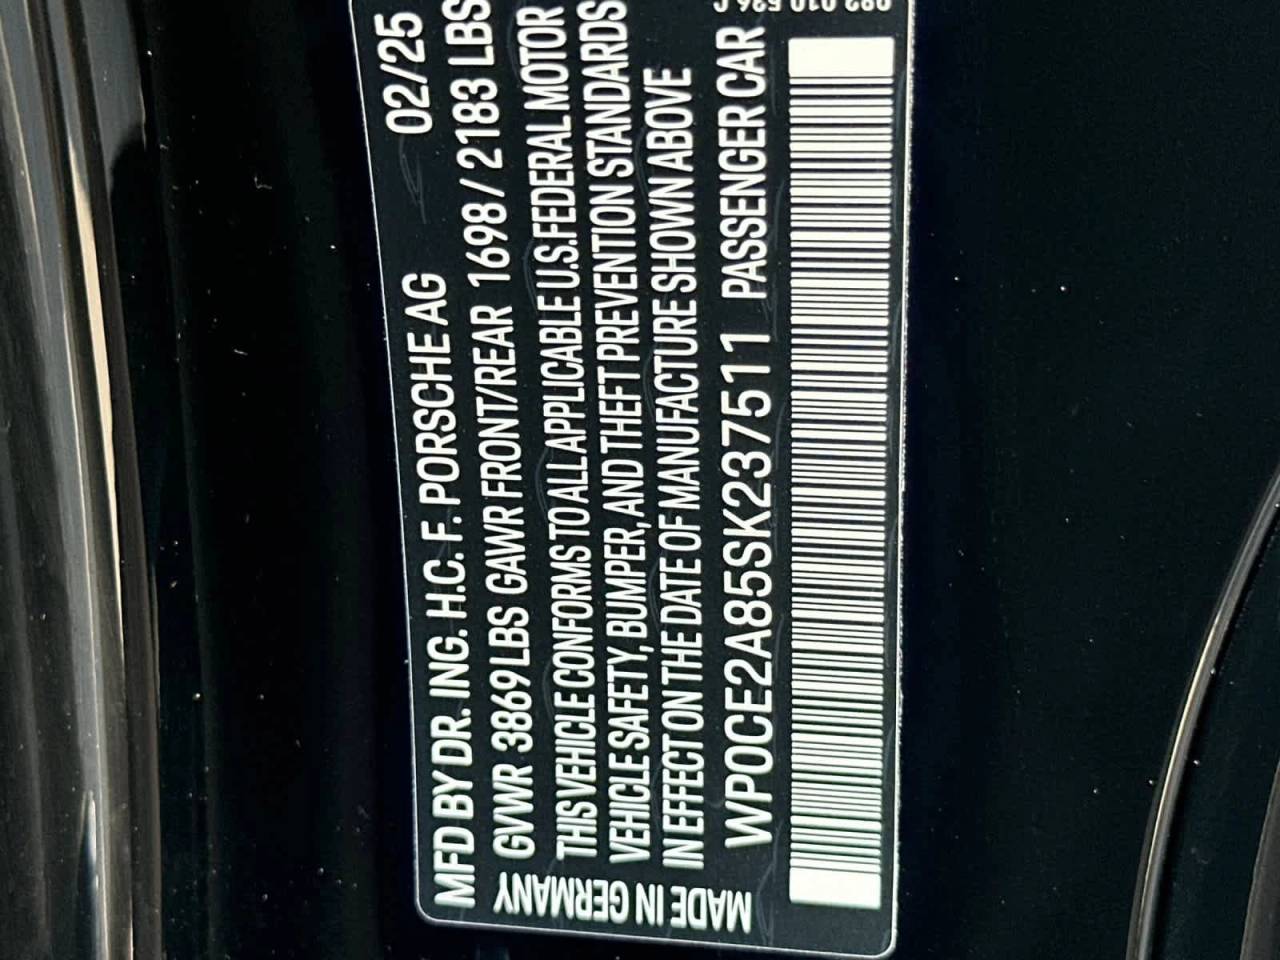 MFD BY DR. ING. H.C. F. PORSCHE AG 02/25
GVWR 3869 LBS GAWR FRONT/REAR 1698 / 2183 LBS
THIS VEHICLE CONFORMS TO ALL APPLICABLE U.S. FEDERAL MOTOR
VEHICLE SAFETY, BUMPER, AND THEFT PREVENTION STANDARDS
IN EFFECT ON THE DATE OF MANUFACTURE SHOWN ABOVE
WP0CE2A85SK237511 PASSENGER CAR
MADE IN GERMANY